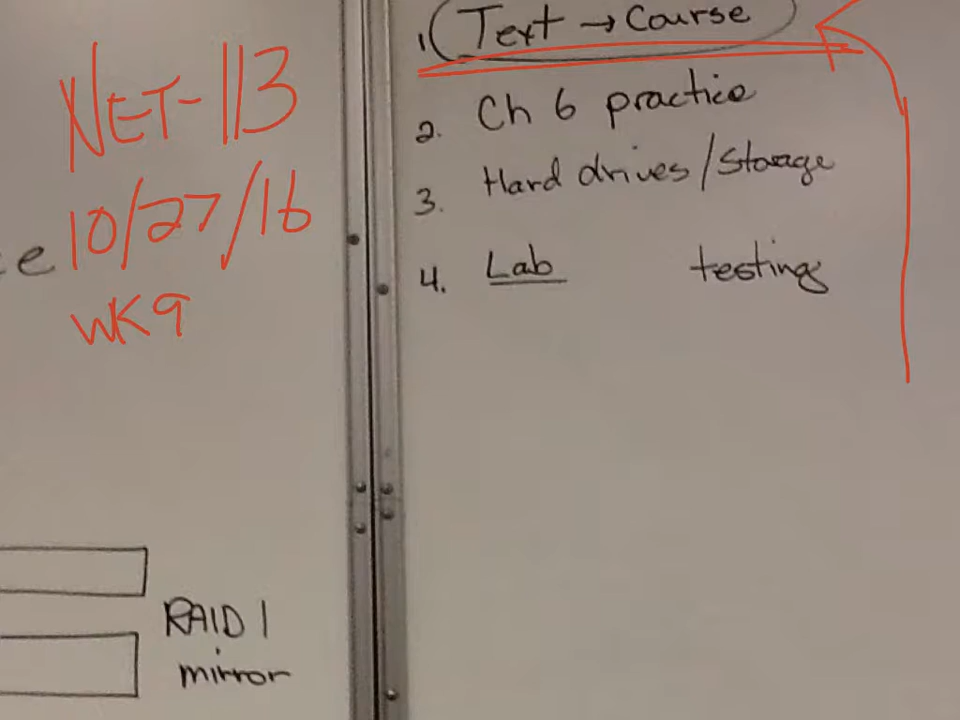 NET-113
10/27/16
WK9
e
RAID 1
mirror
1. Text → Course
2. Ch 6 practice
3. Hard drives/Storage
4. Lab testing